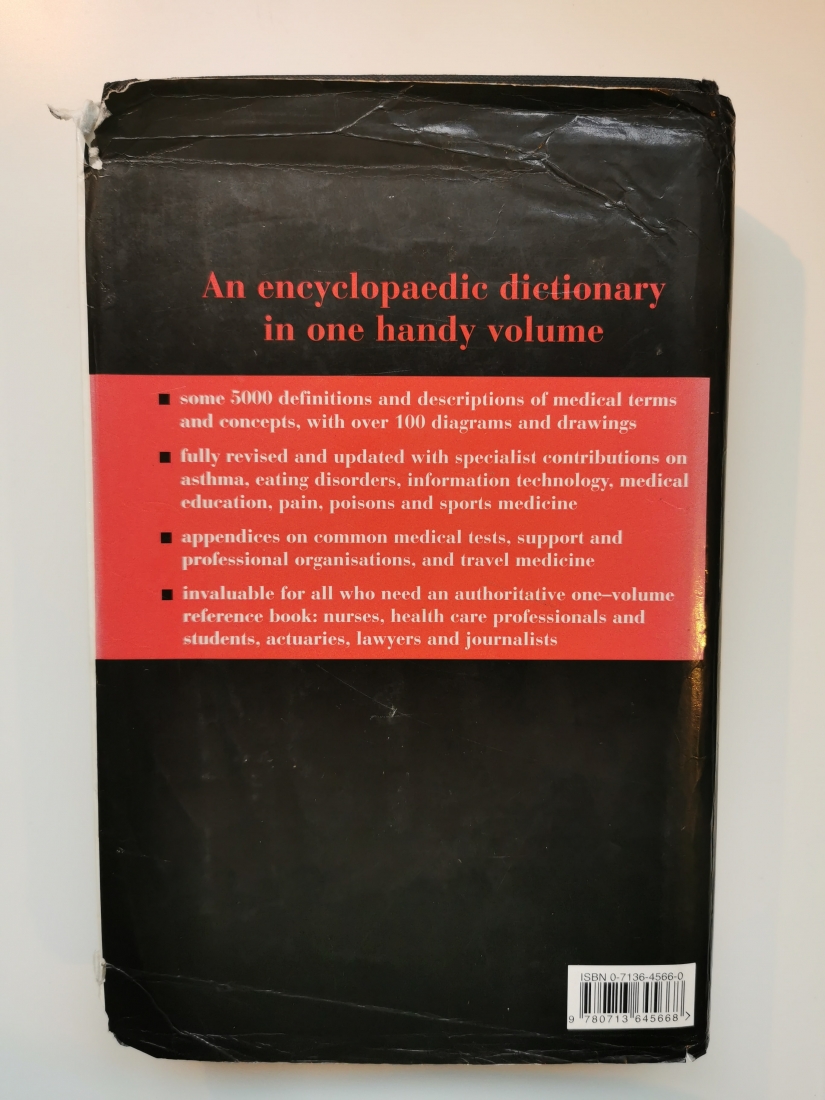 An encyclopaedic dictionary
in one handy volume
■ some 5000 definitions and descriptions of medical terms
and concepts, with over 100 diagrams and drawings
■ fully revised and updated with specialist contributions on
asthma, eating disorders, information technology, medical
education, pain, poisons and sports medicine
■ appendices on common medical tests, support and
professional organisations, and travel medicine
■ invaluable for all who need an authoritative one–volume
reference book: nurses, health care professionals and
students, actuaries, lawyers and journalists
ISBN 0-7136-4566-0
9 780713 645668 >